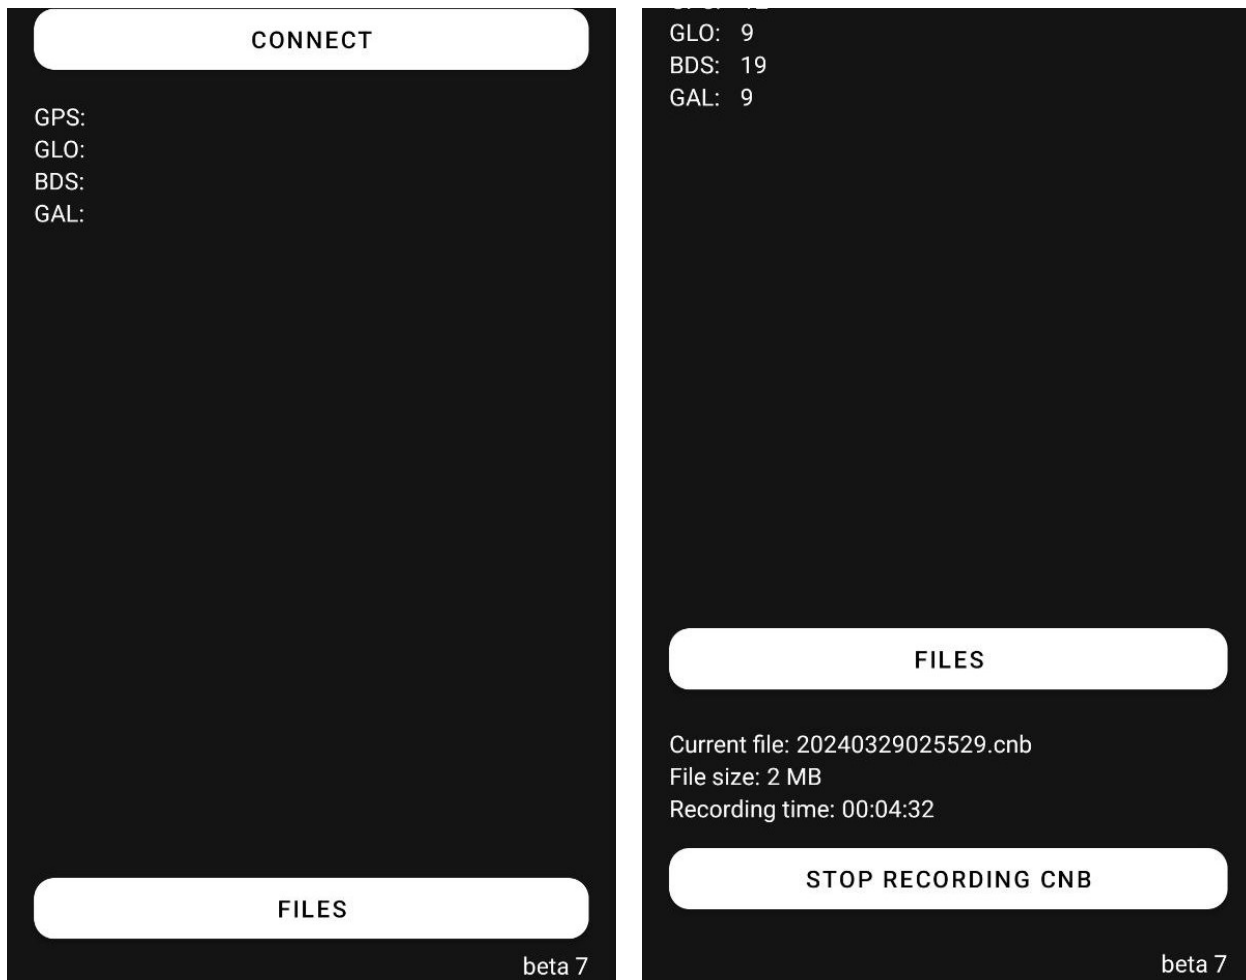 CONNECT
GPS:
GLO:
BDS:
GAL:
FILES
beta 7
GLO: 9
BDS: 19
GAL: 9
FILES
Current file: 20240329025529.cnb
File size: 2 MB
Recording time: 00:04:32
STOP RECORDING CNB
beta 7